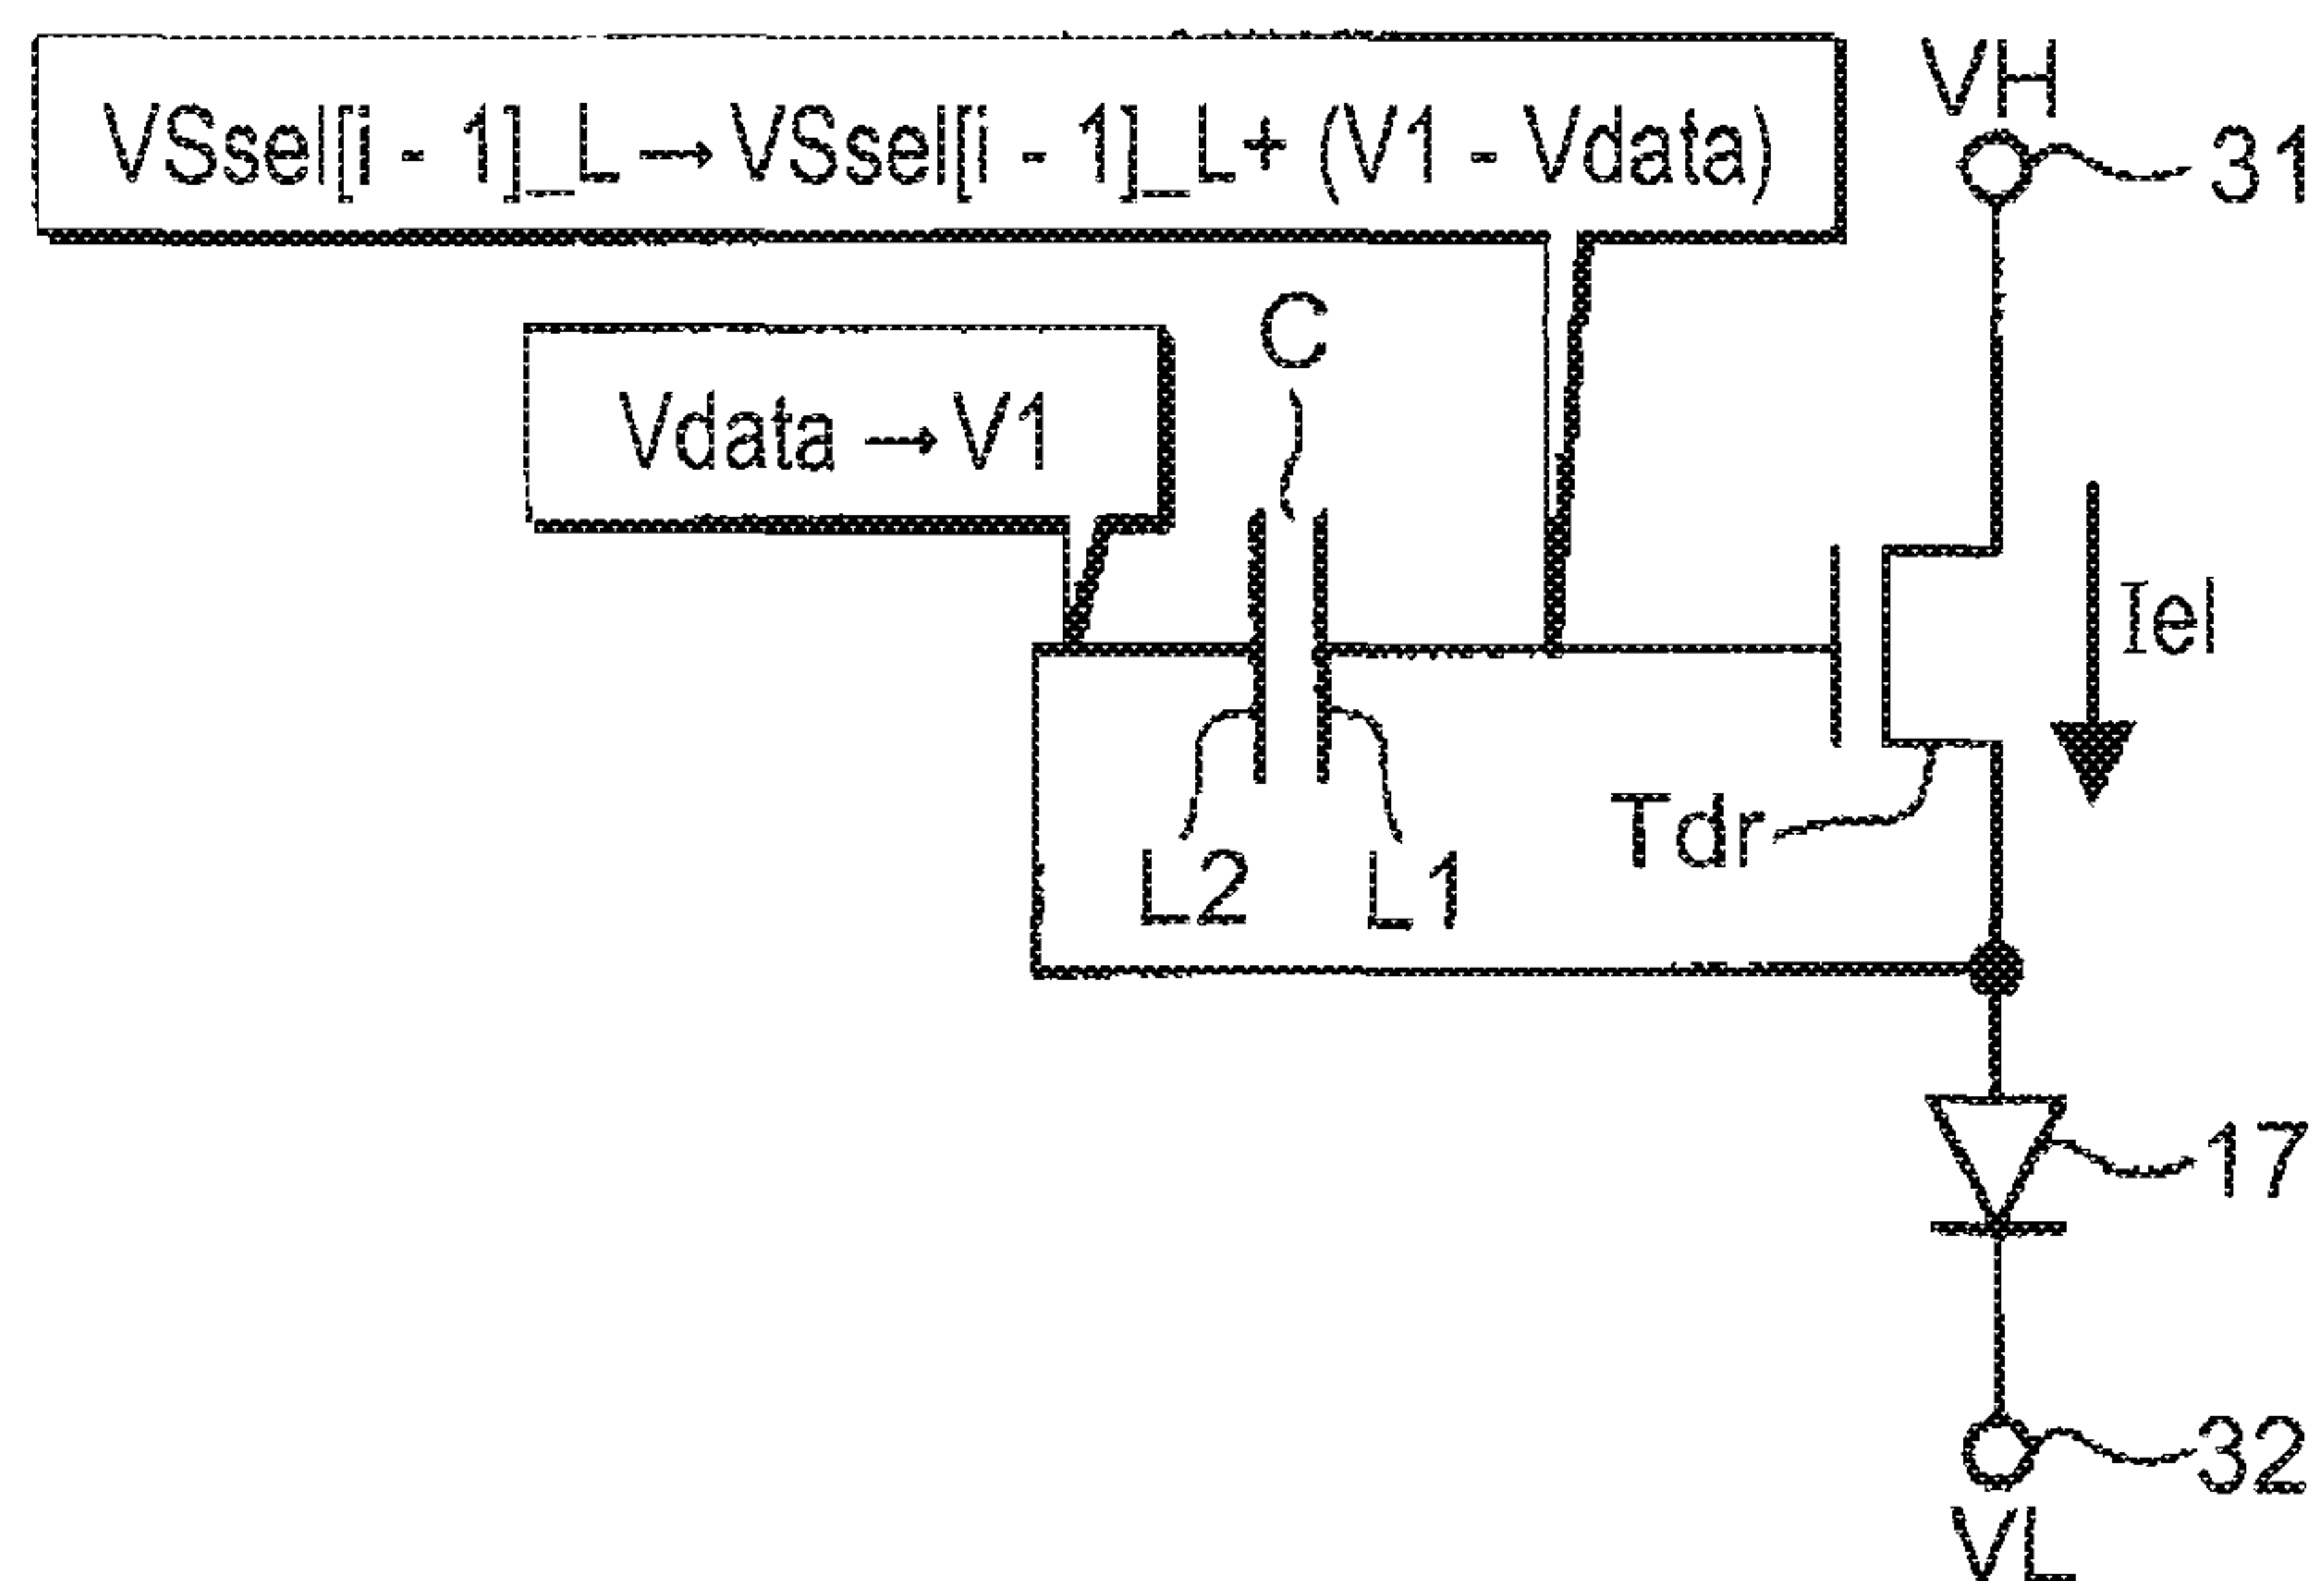 VSsel[i - 1]_L → VSsel[i - 1]_L + (V1 - Vdata)
VH
31
C
Vdata → V1
Iel
Tdr
L2
L1
17
32
VL